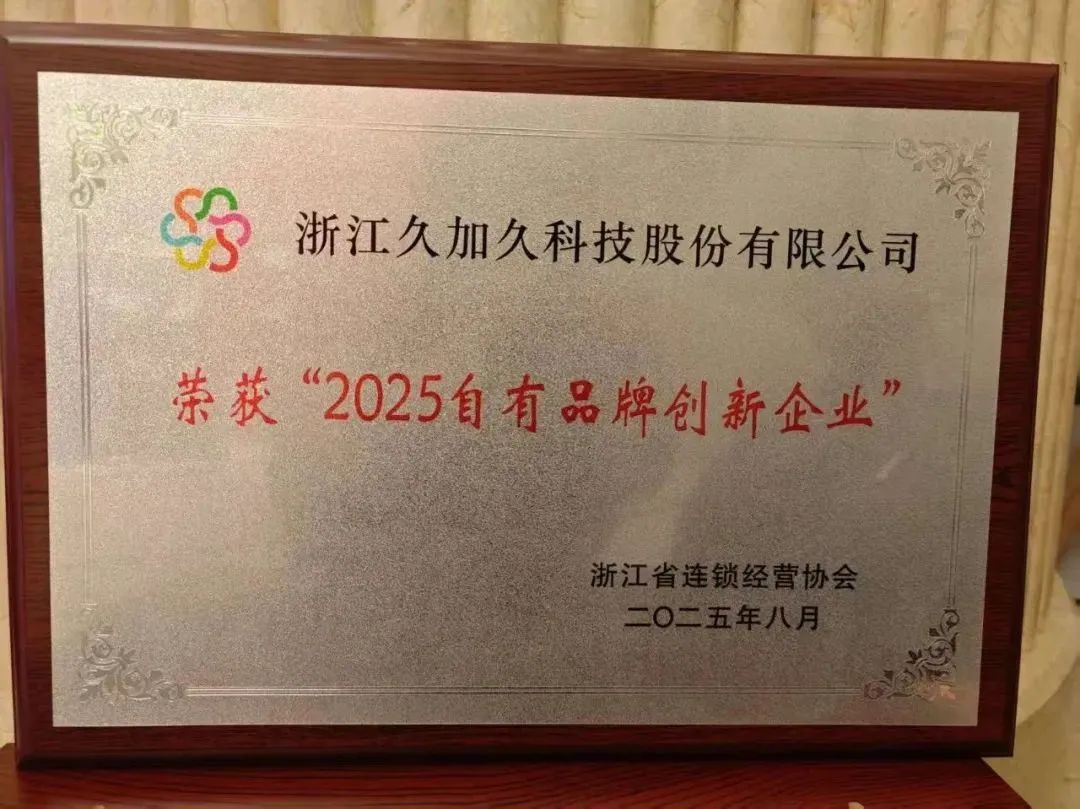 浙江久加久科技股份有限公司
荣获“2025自有品牌创新企业”
浙江省连锁经营协会
二〇二五年八月